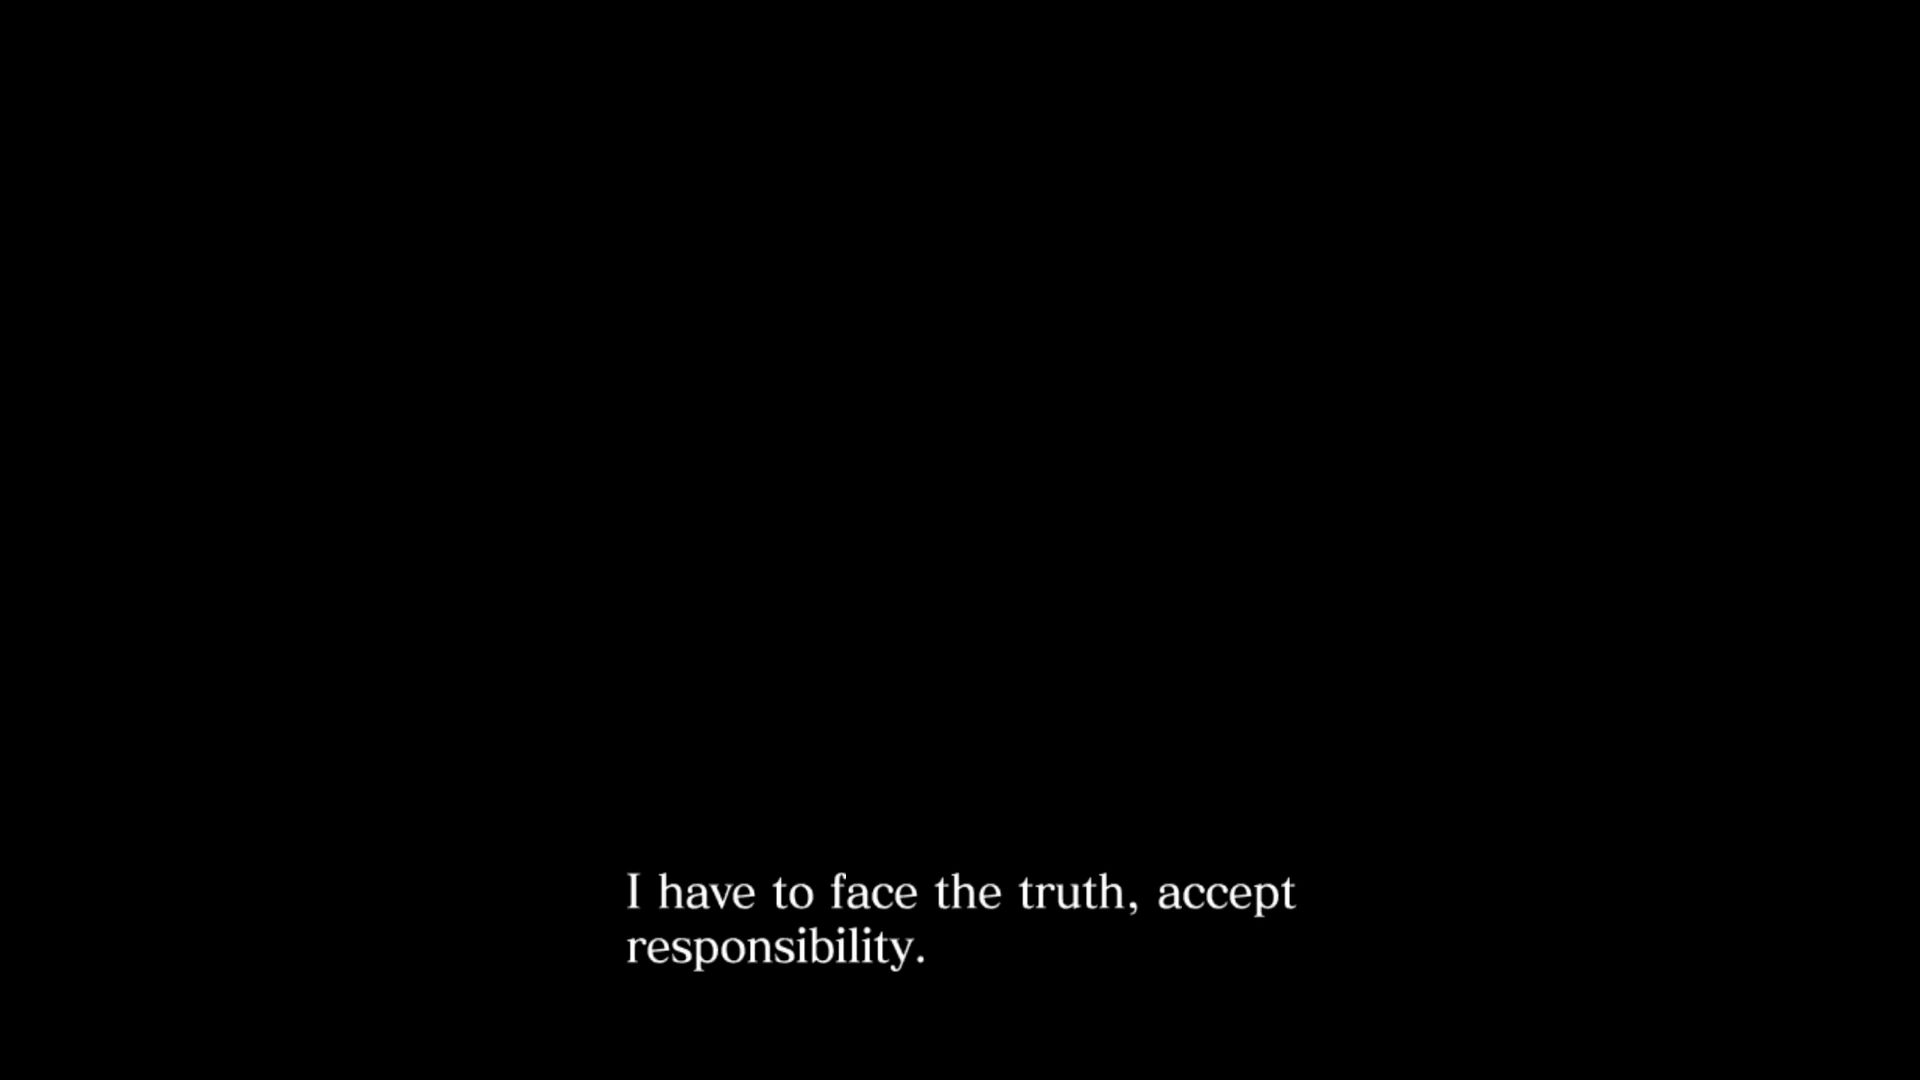 I have to face the truth, accept
responsibility.